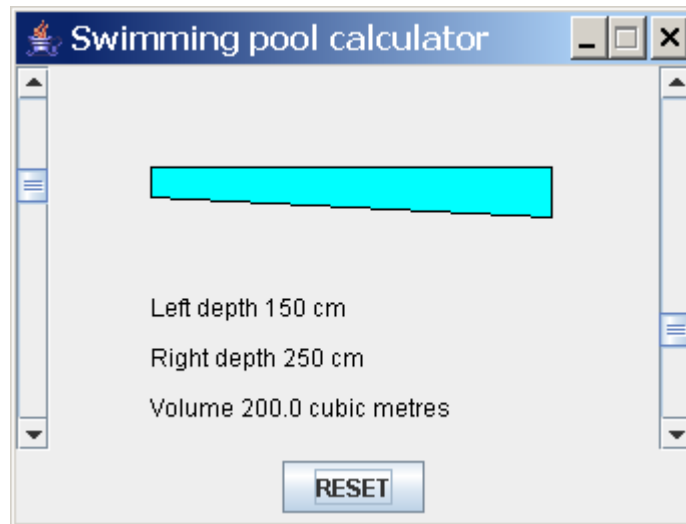 Swimming pool calculator
Left depth 150 cm
Right depth 250 cm
Volume 200.0 cubic metres
RESET